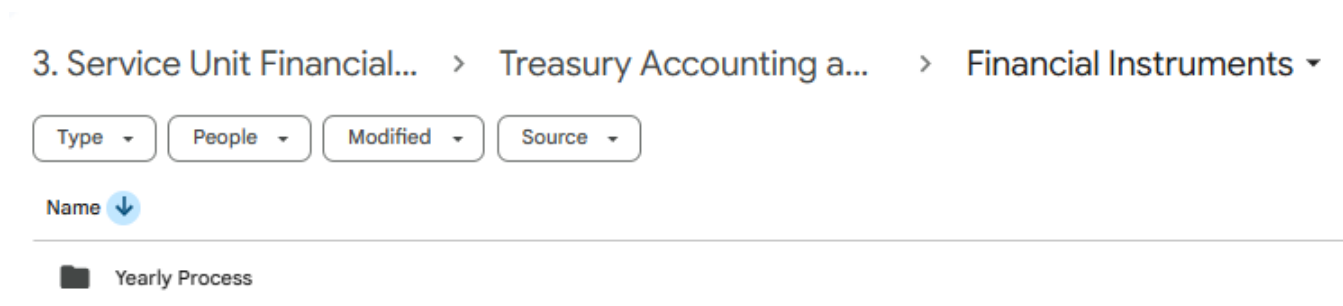 3. Service Unit Financial... > Treasury Accounting a... > Financial Instruments
Type People Modified Source
Name
Yearly Process